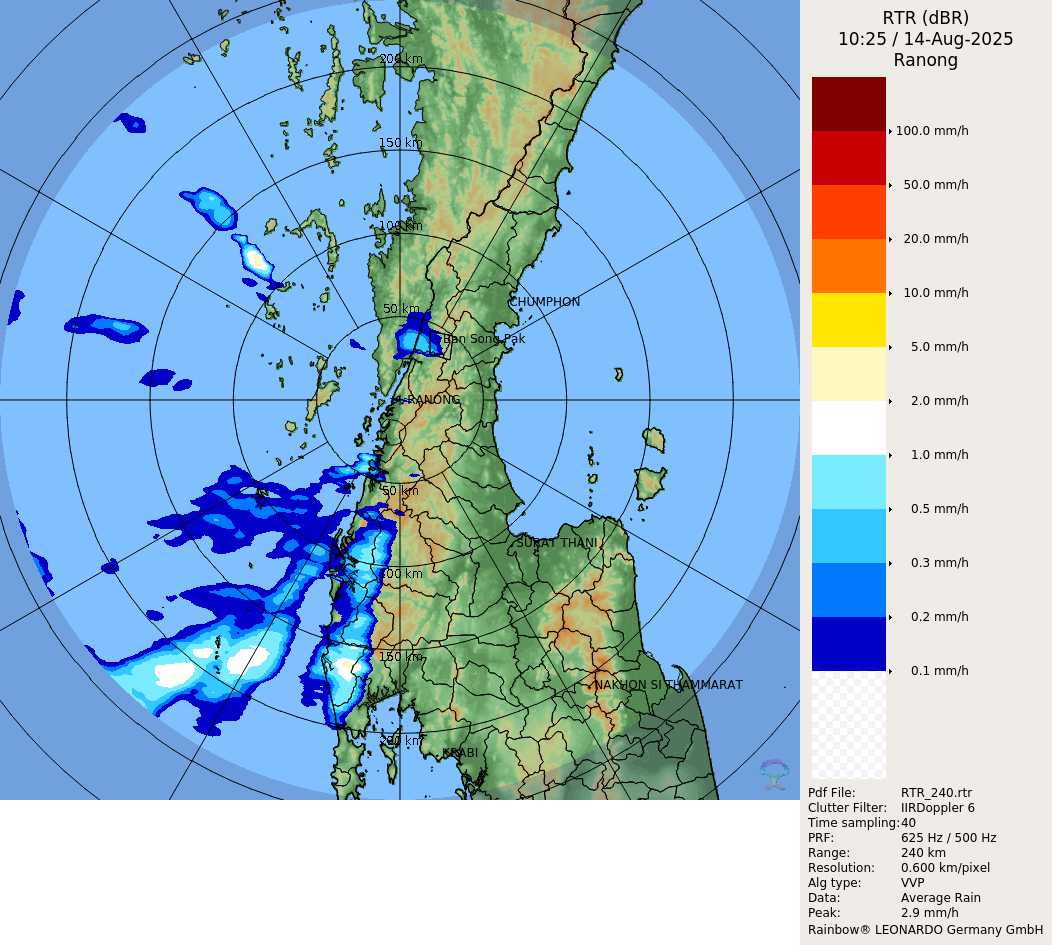 RTR (dBR)
10:25 / 14-Aug-2025
Ranong
200 km
150 km
100 km
50 km
CHUMPHON
Ban Song Pak
RANONG
50 km
SURAT THANI
100 km
150 km
NAKHON SI THAMMARAT
200 km
KRABI
100.0 mm/h
50.0 mm/h
20.0 mm/h
10.0 mm/h
5.0 mm/h
2.0 mm/h
1.0 mm/h
0.5 mm/h
0.3 mm/h
0.2 mm/h
0.1 mm/h
Pdf File: RTR_240.rtr
Clutter Filter: IIRDoppler 6
Time sampling:40
PRF: 625 Hz / 500 Hz
Range: 240 km
Resolution: 0.600 km/pixel
Alg type: VVP
Data: Average Rain
Peak: 2.9 mm/h
Rainbow® LEONARDO Germany GmbH